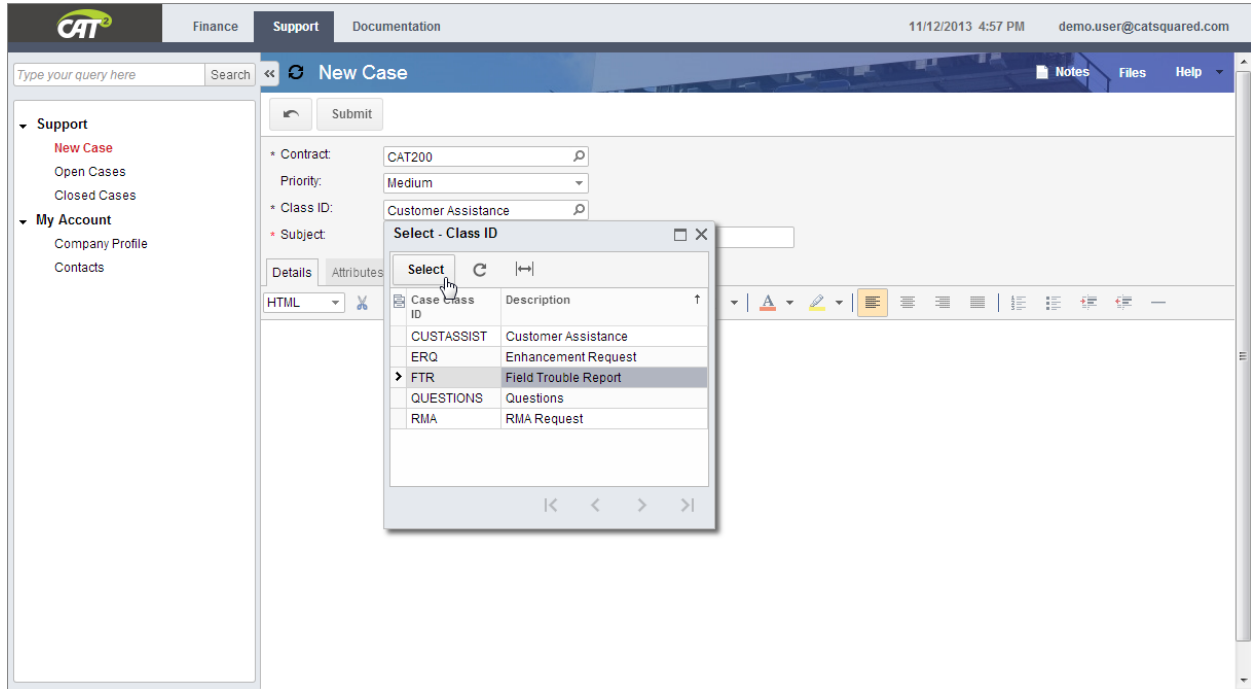 CAT²
Finance
Support
Documentation
11/12/2013 4:57 PM
demo.user@catsquared.com
Type your query here
Search
New Case
Notes
Files
Help
Support
New Case
Open Cases
Closed Cases
My Account
Company Profile
Contacts
Submit
* Contract:
CAT200
Priority:
Medium
* Class ID:
Customer Assistance
* Subject:
Details
Attributes
HTML
A
Select - Class ID
Select
Case Class ID
Description
CUSTASSIST Customer Assistance
ERQ Enhancement Request
FTR Field Trouble Report
QUESTIONS Questions
RMA RMA Request